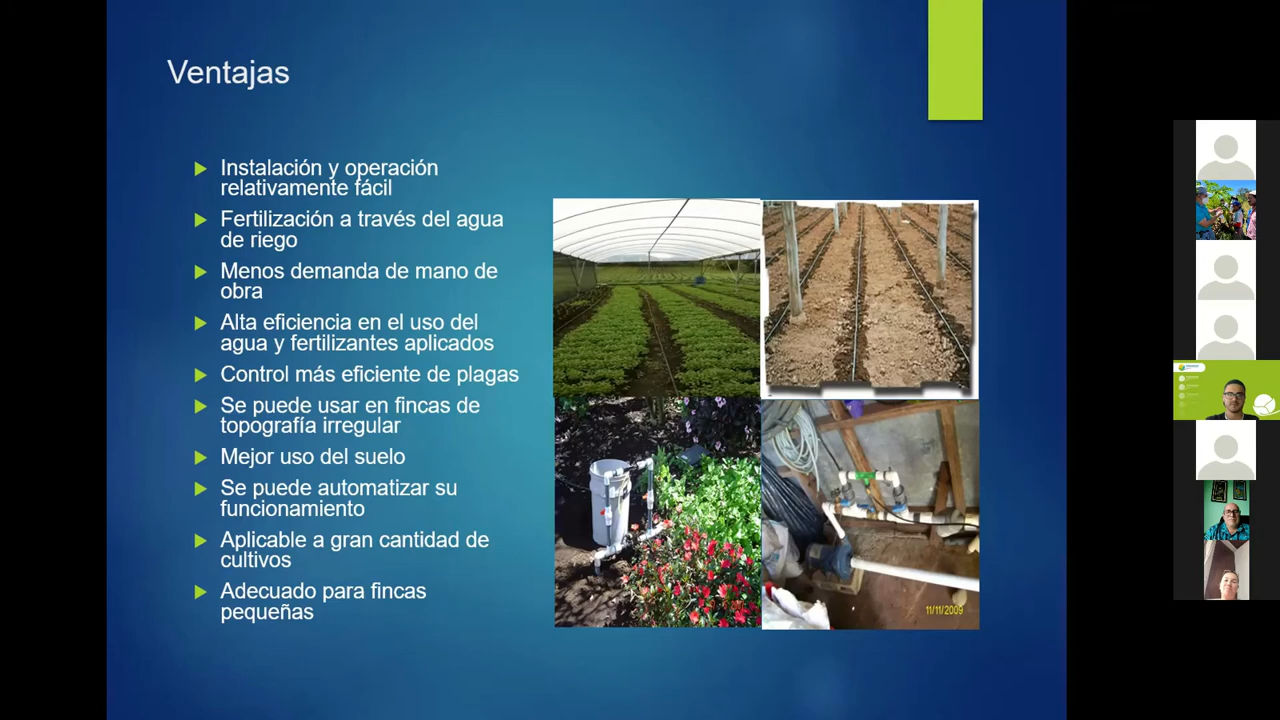 Ventajas
Instalación y operación
relativamente fácil
Fertilización a través del agua
de riego
Menos demanda de mano de
obra
Alta eficiencia en el uso del
agua y fertilizantes aplicados
Control más eficiente de plagas
Se puede usar en fincas de
topografía irregular
Mejor uso del suelo
Se puede automatizar su
funcionamiento
Aplicable a gran cantidad de
cultivos
Adecuado para fincas
pequeñas
11/11/2009